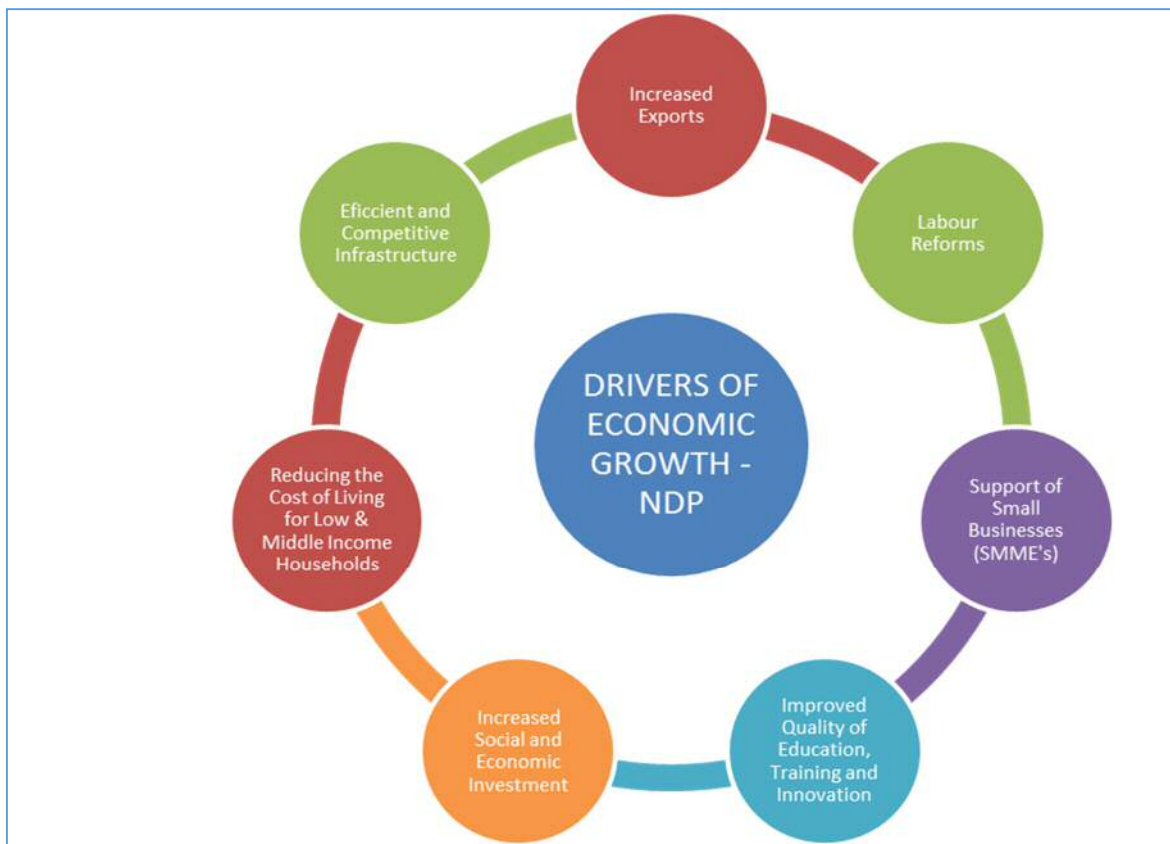 Increased
Exports
Labour
Reforms
Support of
Small
Businesses
(SMME's)
Improved
Quality of
Education,
Training and
Innovation
Increased
Social and
Economic
Investment
Reducing the
Cost of Living
for Low &
Middle Income
Households
Eficcient and
Competitive
Infrastructure
DRIVERS OF
ECONOMIC
GROWTH -
NDP